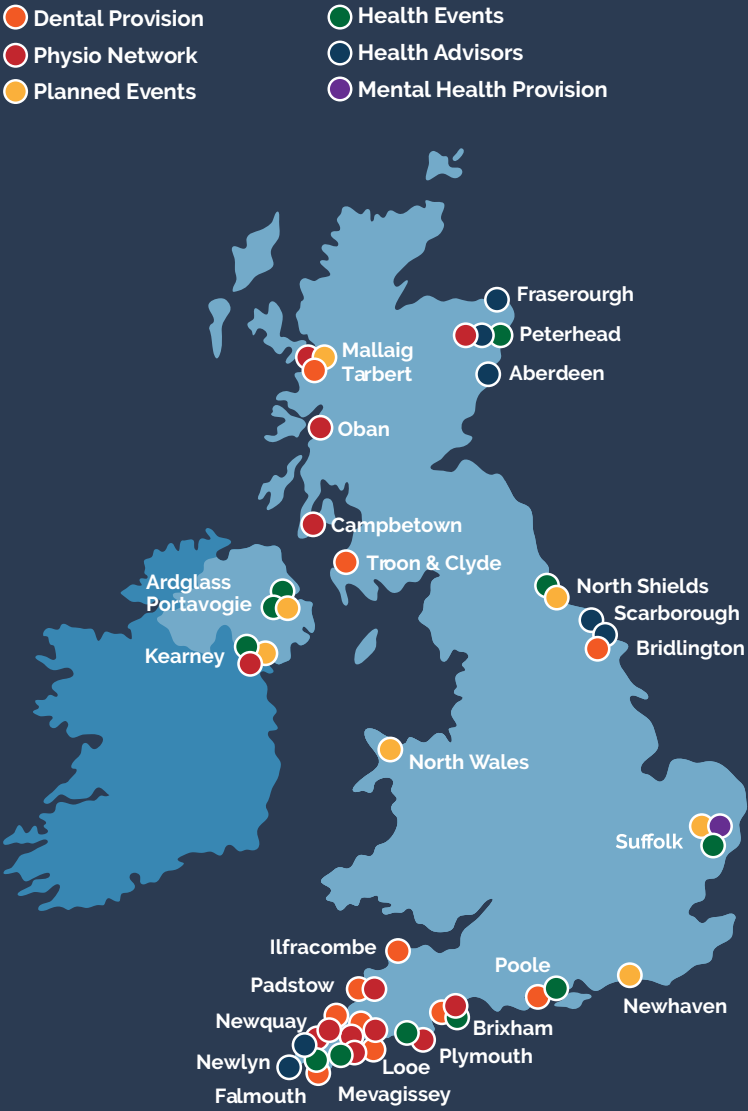 Dental Provision
Physio Network
Planned Events
Health Events
Health Advisors
Mental Health Provision
Fraserourgh
Peterhead
Mallaig
Tarbert
Aberdeen
Oban
Campbetown
Troon & Clyde
Ardglass
Portavogie
North Shields
Scarborough
Kearney
Bridlington
North Wales
Suffolk
Ilfracombe
Poole
Padstow
Newhaven
Newquay
Brixham
Plymouth
Newlyn
Looe
Falmouth
Mevagissey